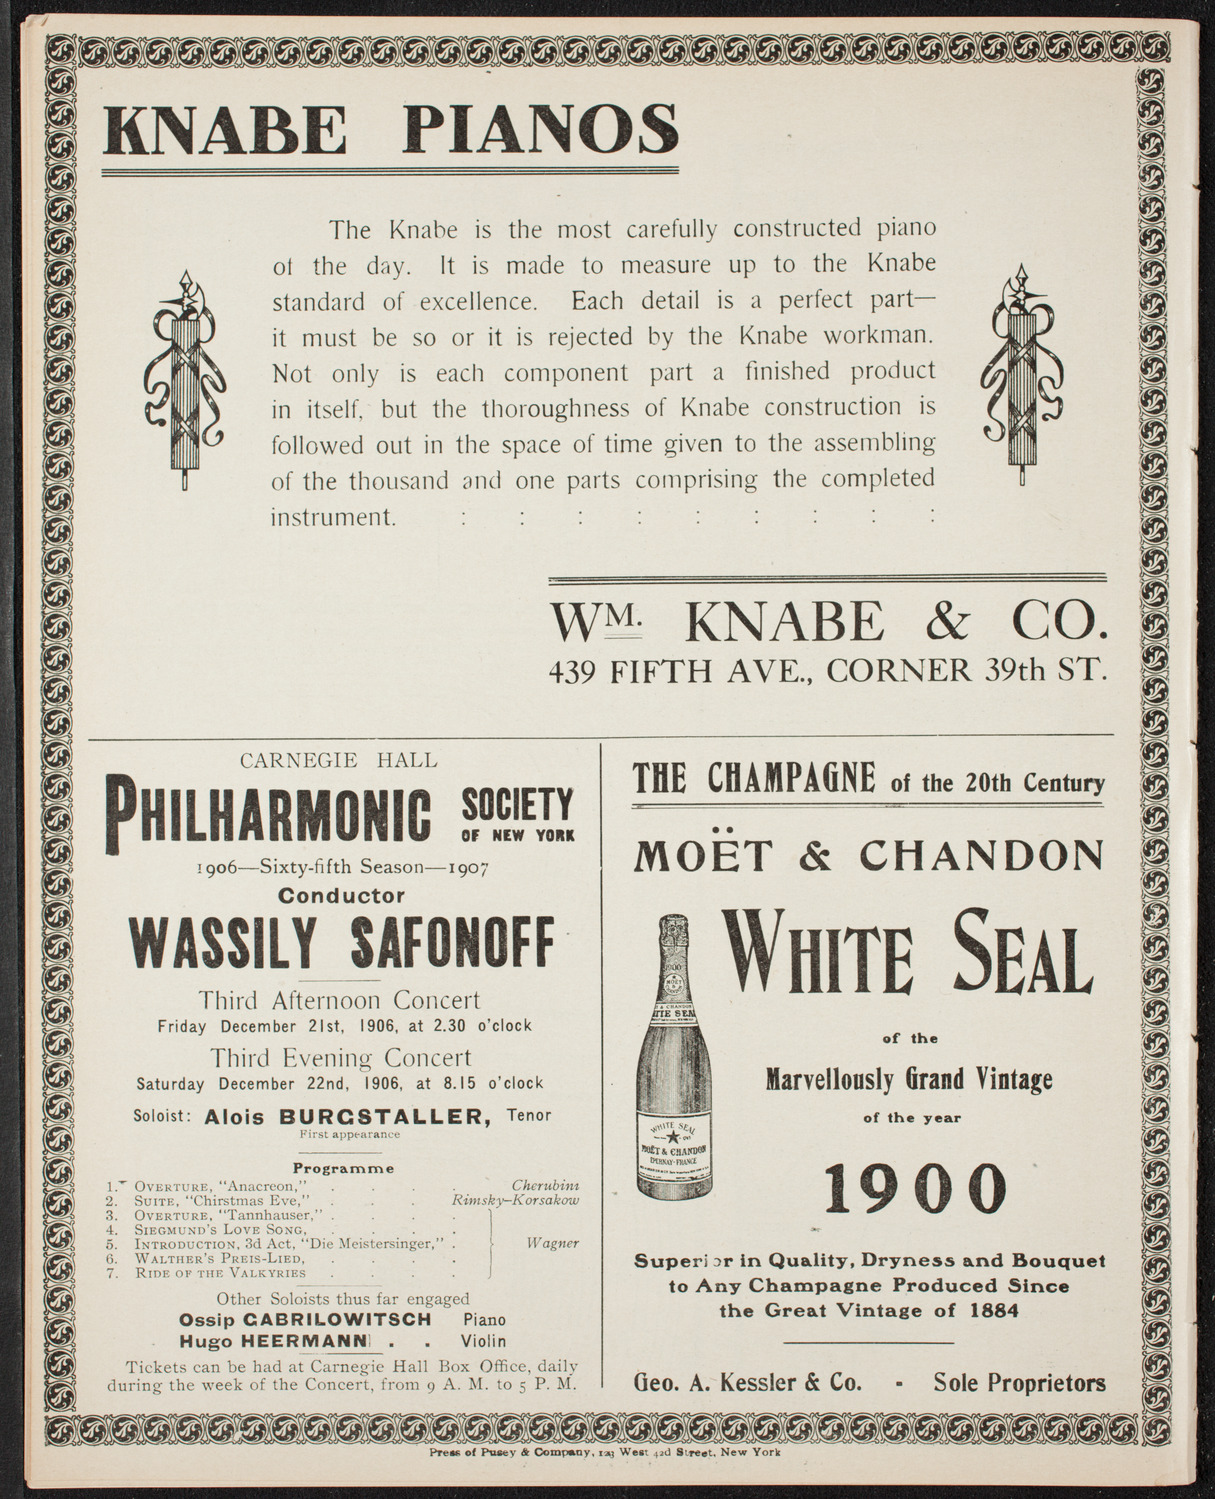 KNABE PIANOS
The Knabe is the most carefully constructed piano
of the day. It is made to measure up to the Knabe
standard of excellence. Each detail is a perfect part—
it must be so or it is rejected by the Knabe workman.
Not only is each component part a finished product
in itself, but the thoroughness of Knabe construction is
followed out in the space of time given to the assembling
of the thousand and one parts comprising the completed
instrument. : : : : : : : : :
WM. KNABE & CO.
439 FIFTH AVE., CORNER 39th ST.
CARNEGIE HALL
PHILHARMONIC SOCIETY
OF NEW YORK
1906—Sixty-fifth Season—1907
Conductor
WASSILY SAFONOFF
Third Afternoon Concert
Friday December 21st, 1906, at 2.30 o'clock
Third Evening Concert
Saturday December 22nd, 1906, at 8.15 o'clock
Soloist: Alois BURGSTALLER, Tenor
First appearance
Programme
1. OVERTURE, "Anacreon," . . . . Cherubini
2. SUITE, "Chirstmas Eve," . . . Rimsky-Korsakow
3. OVERTURE, "Tannhauser," . . . .
4. SIEGMUND'S LOVE SONG, . . . .
5. INTRODUCTION, 3d Act, "Die Meistersinger," . Wagner
6. WALTHER'S PREIS-LIED, . . . .
7. RIDE OF THE VALKYRIES . . . .
Other Soloists thus far engaged
Ossip GABRILOWITSCH Piano
Hugo HEERMANN . . Violin
Tickets can be had at Carnegie Hall Box Office, daily
during the week of the Concert, from 9 A. M. to 5 P. M.
THE CHAMPAGNE of the 20th Century
MOËT & CHANDON
WHITE SEAL
of the
Marvellously Grand Vintage
of the year
1900
WHITE SEAL
MOËT & CHANDON
EPERNAY-FRANCE
Superior in Quality, Dryness and Bouquet
to Any Champagne Produced Since
the Great Vintage of 1884
Geo. A. Kessler & Co. - Sole Proprietors
Press of Pusey & Company, 123 West 42d Street, New York